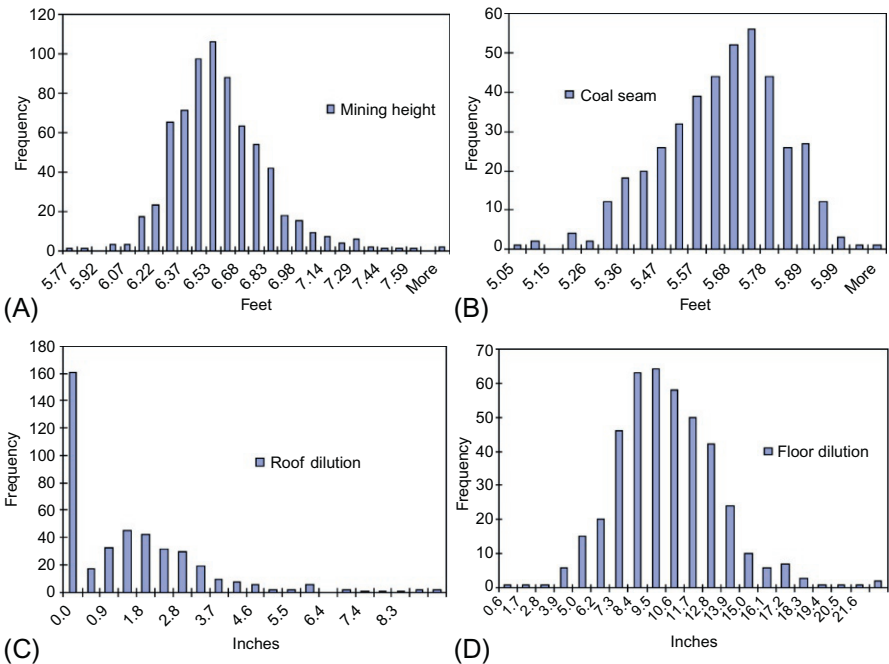 120
100
80
60
40
20
0
Frequency
Mining height
5.77 5.92 6.07 6.22 6.37 6.53 6.68 6.83 6.98 7.14 7.29 7.44 7.59 More
Feet
(A)
60
50
40
30
20
10
0
Frequency
Coal seam
5.05 5.15 5.26 5.36 5.47 5.57 5.68 5.78 5.89 5.99 More
Feet
(B)
180
160
140
120
100
80
60
40
20
0
Frequency
Roof dilution
0.0 0.9 1.8 2.8 3.7 4.6 5.5 6.4 7.4 8.3
Inches
(C)
70
60
50
40
30
20
10
0
Frequency
Floor dilution
0.6 1.7 2.8 3.9 5.0 6.2 7.3 8.4 9.5 10.6 11.7 12.8 13.9 15.0 16.1 17.2 18.3 19.4 20.5 21.6
Inches
(D)